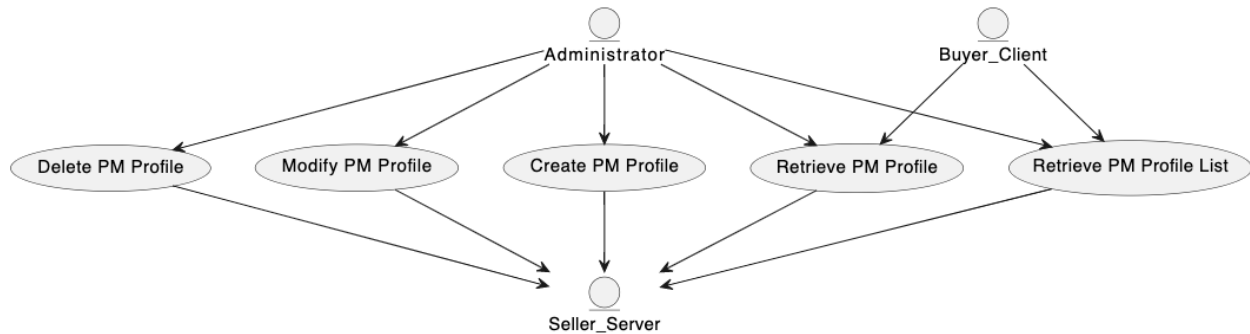 Administrator
Buyer_Client
Delete PM Profile
Modify PM Profile
Create PM Profile
Retrieve PM Profile
Retrieve PM Profile List
Seller_Server